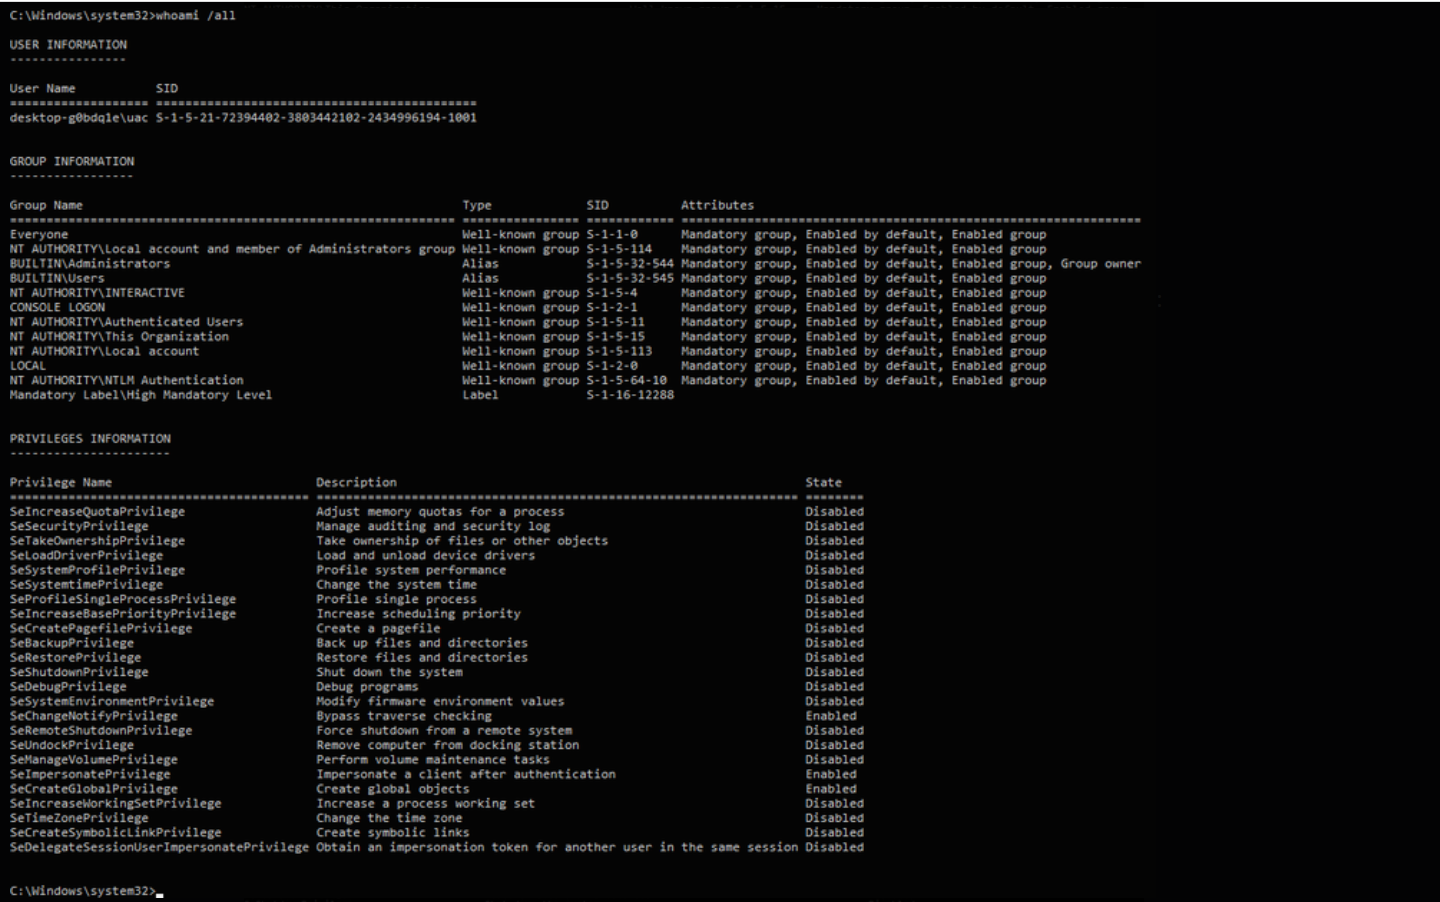 C:\Windows\system32>whoami /all
USER INFORMATION
----------------
User Name           SID
=================== ============================================
desktop-g0bdq1e\uac S-1-5-21-72394402-3803442102-2434996194-1001
GROUP INFORMATION
-----------------
Group Name                                                    Type             SID          Attributes
============================================================= ================ ============ ===============================================================
Everyone                                                      Well-known group S-1-1-0      Mandatory group, Enabled by default, Enabled group
NT AUTHORITY\Local account and member of Administrators group Well-known group S-1-5-114    Mandatory group, Enabled by default, Enabled group
BUILTIN\Administrators                                        Alias            S-1-5-32-544 Mandatory group, Enabled by default, Enabled group, Group owner
BUILTIN\Users                                                 Alias            S-1-5-32-545 Mandatory group, Enabled by default, Enabled group
NT AUTHORITY\INTERACTIVE                                      Well-known group S-1-5-4      Mandatory group, Enabled by default, Enabled group
CONSOLE LOGON                                                 Well-known group S-1-2-1      Mandatory group, Enabled by default, Enabled group
NT AUTHORITY\Authenticated Users                              Well-known group S-1-5-11     Mandatory group, Enabled by default, Enabled group
NT AUTHORITY\This Organization                                Well-known group S-1-5-15     Mandatory group, Enabled by default, Enabled group
NT AUTHORITY\Local account                                    Well-known group S-1-5-113    Mandatory group, Enabled by default, Enabled group
LOCAL                                                         Well-known group S-1-2-0      Mandatory group, Enabled by default, Enabled group
NT AUTHORITY\NTLM Authentication                              Well-known group S-1-5-64-10  Mandatory group, Enabled by default, Enabled group
Mandatory Label\High Mandatory Level                          Label            S-1-16-12288
PRIVILEGES INFORMATION
----------------------
Privilege Name                            Description                                                        State
========================================= ================================================================== ========
SeIncreaseQuotaPrivilege                  Adjust memory quotas for a process                                 Disabled
SeSecurityPrivilege                       Manage auditing and security log                                   Disabled
SeTakeOwnershipPrivilege                  Take ownership of files or other objects                           Disabled
SeLoadDriverPrivilege                     Load and unload device drivers                                     Disabled
SeSystemProfilePrivilege                  Profile system performance                                         Disabled
SeSystemtimePrivilege                     Change the system time                                             Disabled
SeProfileSingleProcessPrivilege           Profile single process                                             Disabled
SeIncreaseBasePriorityPrivilege           Increase scheduling priority                                       Disabled
SeCreatePagefilePrivilege                 Create a pagefile                                                  Disabled
SeBackupPrivilege                         Back up files and directories                                      Disabled
SeRestorePrivilege                        Restore files and directories                                      Disabled
SeShutdownPrivilege                       Shut down the system                                               Disabled
SeDebugPrivilege                          Debug programs                                                     Disabled
SeSystemEnvironmentPrivilege              Modify firmware environment values                                 Disabled
SeChangeNotifyPrivilege                   Bypass traverse checking                                           Enabled
SeRemoteShutdownPrivilege                 Force shutdown from a remote system                                Disabled
SeUndockPrivilege                         Remove computer from docking station                               Disabled
SeManageVolumePrivilege                   Perform volume maintenance tasks                                   Disabled
SeImpersonatePrivilege                    Impersonate a client after authentication                          Enabled
SeCreateGlobalPrivilege                   Create global objects                                              Enabled
SeIncreaseWorkingSetPrivilege             Increase a process working set                                     Disabled
SeTimeZonePrivilege                       Change the time zone                                               Disabled
SeCreateSymbolicLinkPrivilege             Create symbolic links                                              Disabled
SeDelegateSessionUserImpersonatePrivilege Obtain an impersonation token for another user in the same session Disabled
C:\Windows\system32>